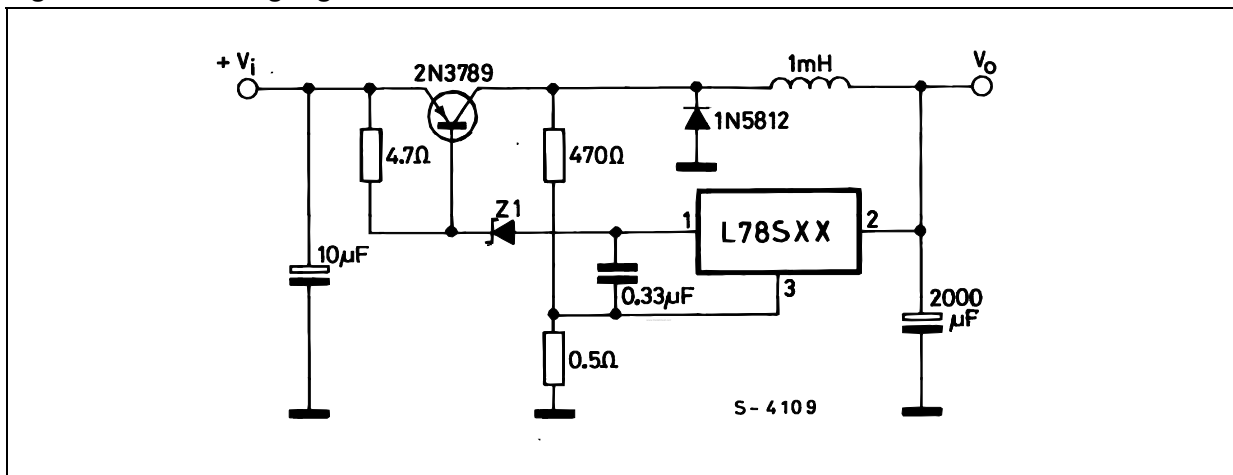 + Vi
2N3789
1mH
Vo
4.7Ω
470Ω
1N5812
Z1
1
L78SXX
2
10µF
0.33µF
3
2000
µF
0.5Ω
S-4109